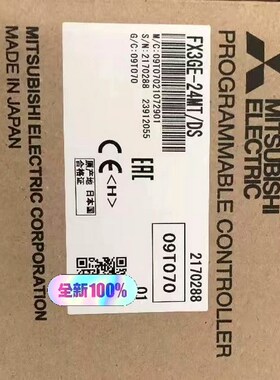 MITSUBISHI
ELECTRIC
PROGRAMMABLE CONTROLLER
FX3GE-24MT/DS
M/C:09T07021072901
S/N:2170288 23912055
G/C:09T070
CE <H> EAC
原产地 日本国
合格证
2170288
09T070
01
全新100%
MITSUBISHI ELECTRIC CORPORATION
MADE IN JAPAN